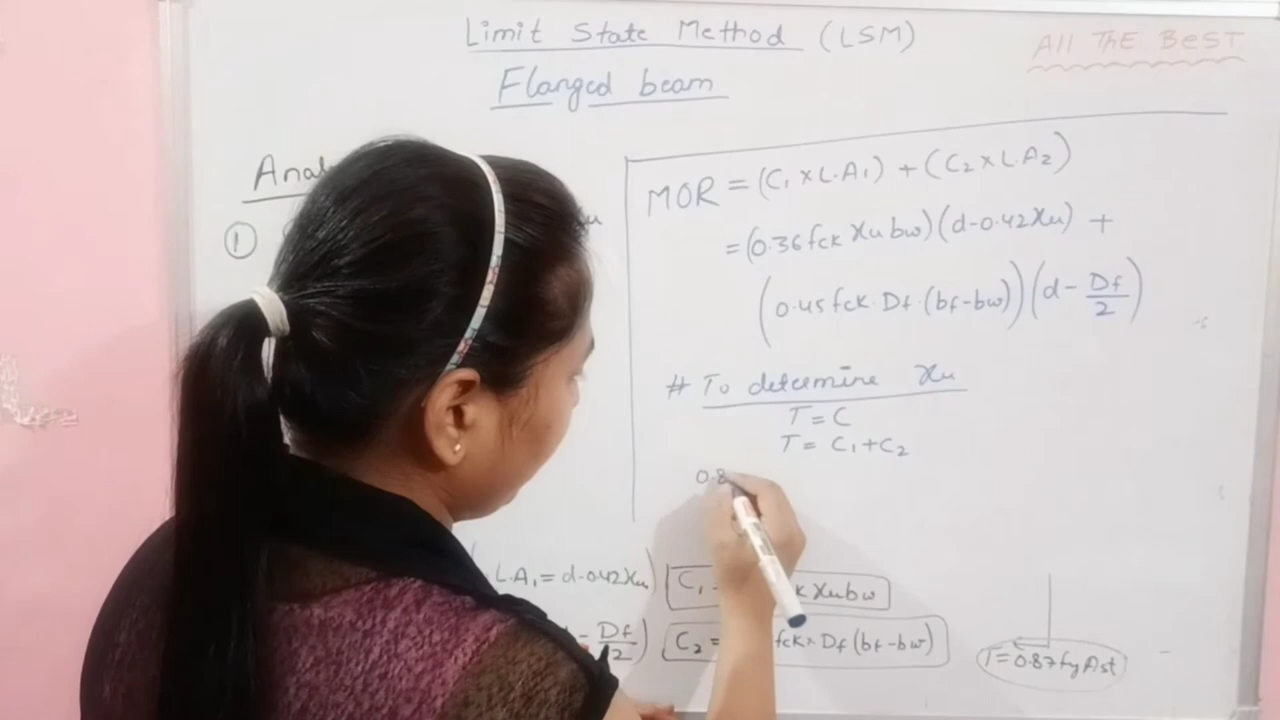 Limit State Method (LSM)
ALL THE BEST
Flanged beam
①
MOR = (C₁ × L.A₁) + (C₂ × L.A₂)
= (0.36 fck Xu bw) (d-0.42Xu) +
(0.45 fck. Df. (bf-bw)) (d - Df/2)
# To determine Xu
T = C
T = C₁+C₂
0.8
L.A₁ = d-0.42Xu) C₁ k Xu bw
Df/2) C₂ = fck × Df (bf-bw)
T = 0.87 fy Ast